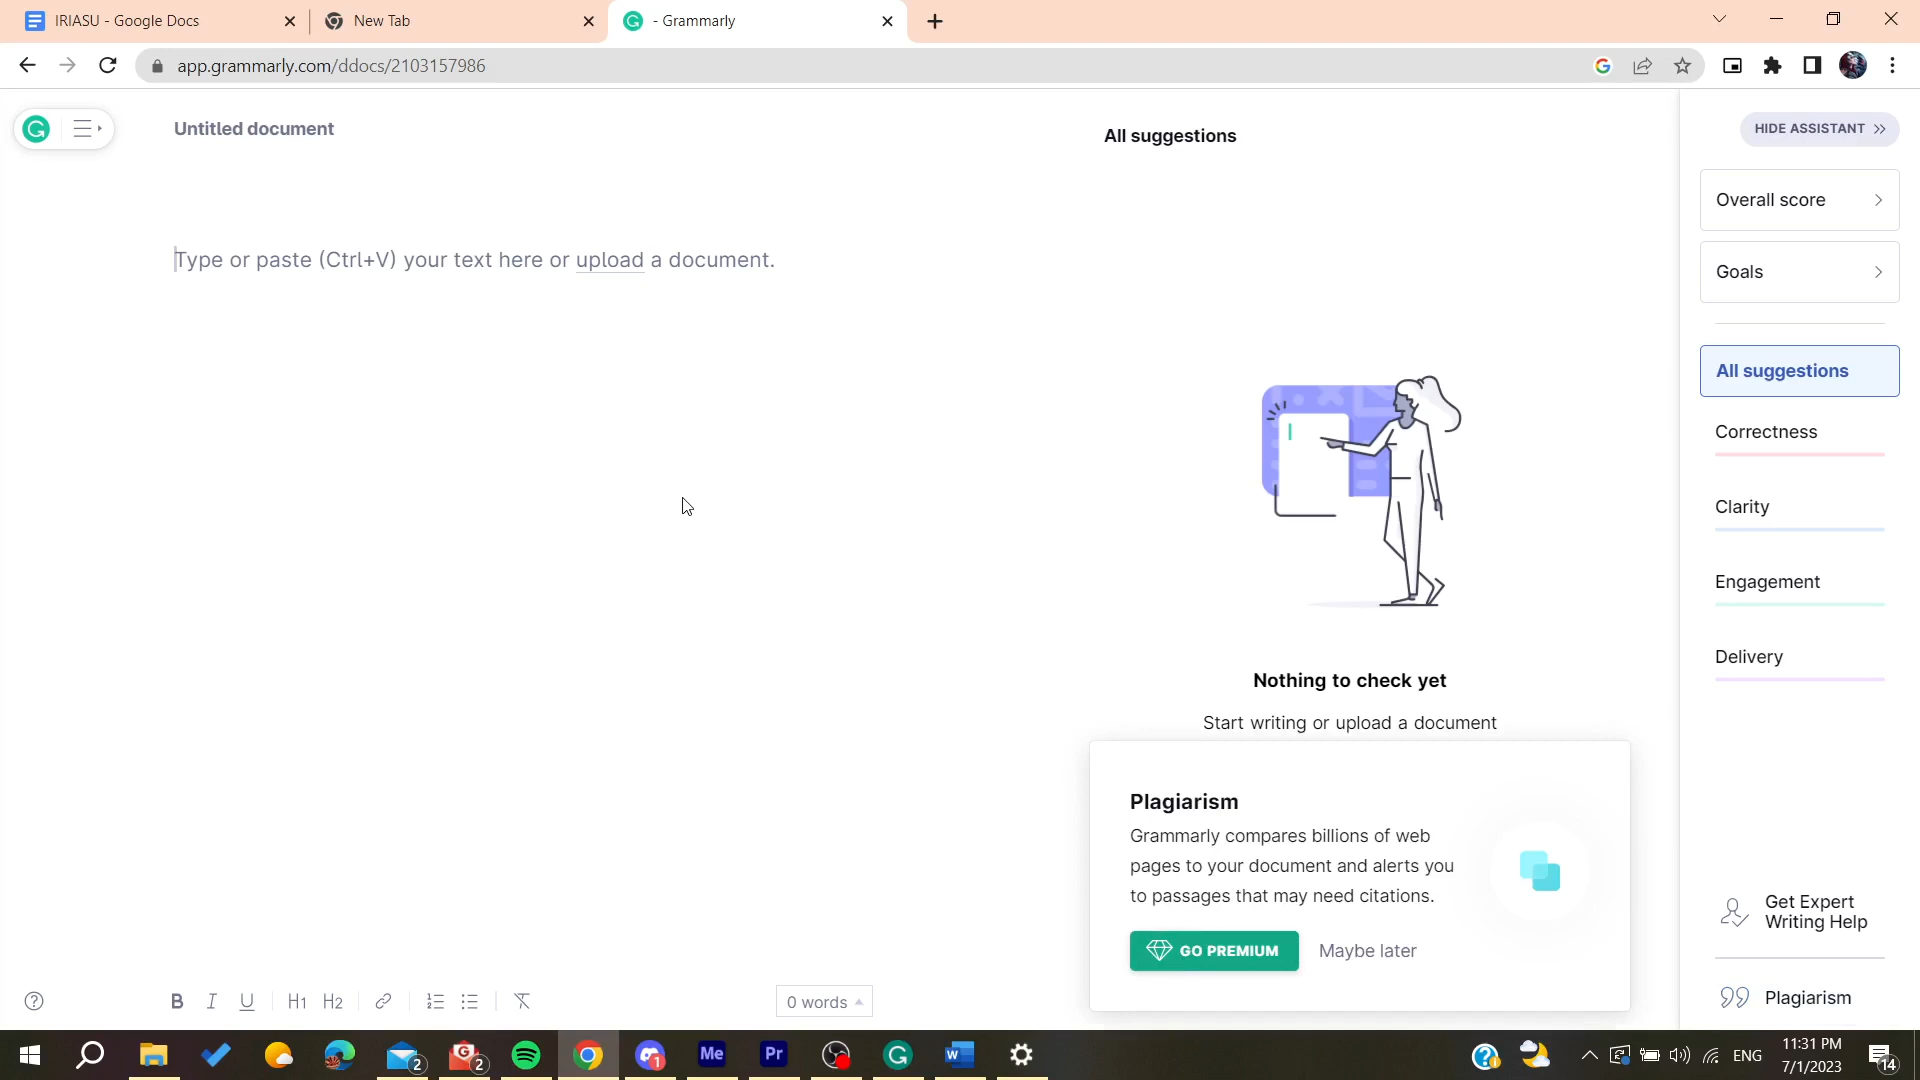 IRIASU - Google Docs
New Tab
- Grammarly
app.grammarly.com/ddocs/2103157986
Untitled document
All suggestions
HIDE ASSISTANT
Type or paste (Ctrl+V) your text here or upload a document.
Overall score
Goals
All suggestions
Correctness
Clarity
Engagement
Delivery
Nothing to check yet
Start writing or upload a document
Plagiarism
Grammarly compares billions of web
pages to your document and alerts you
to passages that may need citations.
GO PREMIUM
Maybe later
Get Expert
Writing Help
Plagiarism
B I U H1 H2
0 words
2
2
1
Me
Pr
W
ENG
11:31 PM
7/1/2023
14